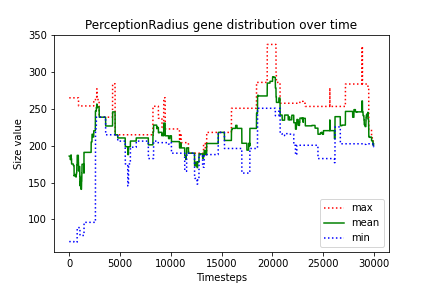 PerceptionRadius gene distribution over time
Size value
350
300
250
200
150
100
0
5000
10000
15000
20000
25000
30000
Timesteps
max
mean
min